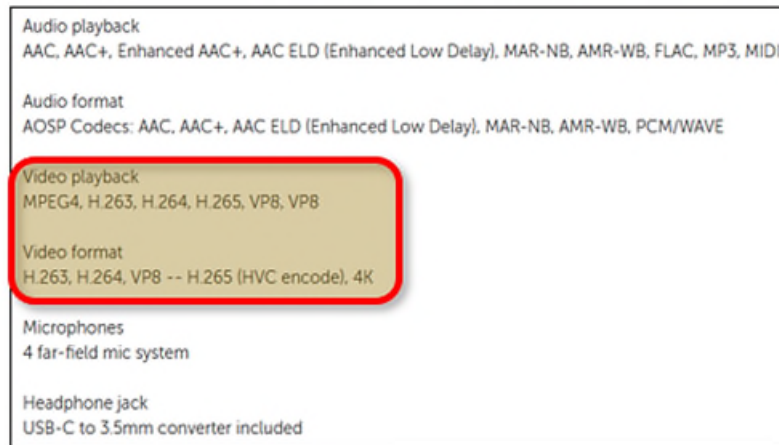 Audio playback
AAC, AAC+, Enhanced AAC+, AAC ELD (Enhanced Low Delay), MAR-NB, AMR-WB, FLAC, MP3, MIDI
Audio format
AOSP Codecs: AAC, AAC+, AAC ELD (Enhanced Low Delay), MAR-NB, AMR-WB, PCM/WAVE
Video playback
MPEG4, H.263, H.264, H.265, VP8, VP8
Video format
H.263, H.264, VP8 -- H.265 (HVC encode), 4K
Microphones
4 far-field mic system
Headphone jack
USB-C to 3.5mm converter included